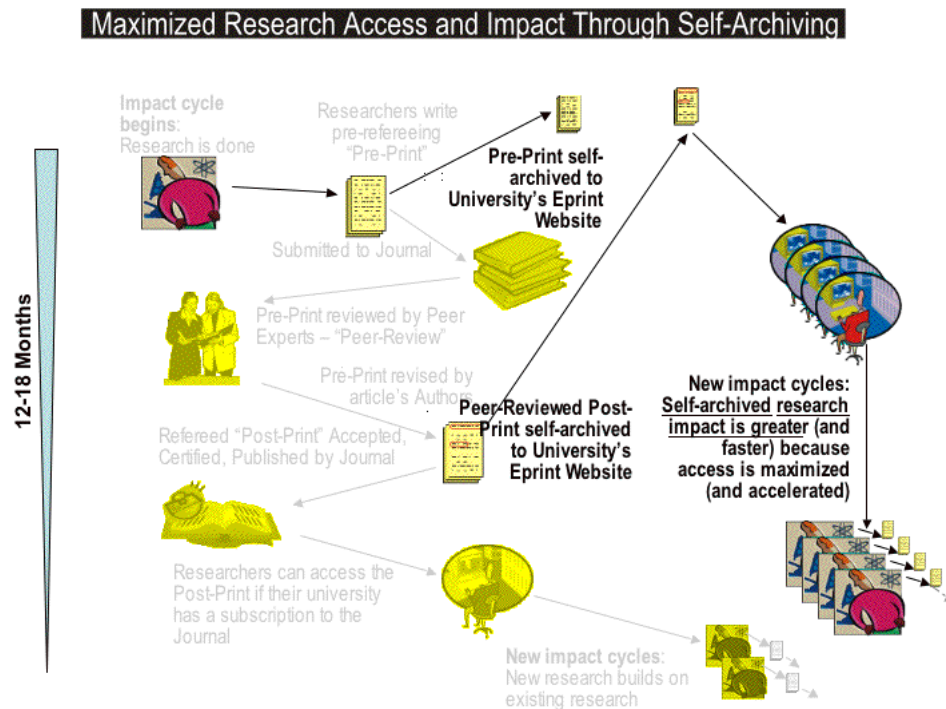 Maximized Research Access and Impact Through Self-Archiving
Impact cycle
begins:
Research is done
Researchers write
pre-refereeing
“Pre-Print”
Pre-Print self-
archived to
University’s Eprint
Website
Submitted to Journal
12-18 Months
Pre-Print reviewed by Peer
Experts – “Peer-Review”
Pre-Print revised by
article’s Authors
Peer-Reviewed Post-
Print self-archived
to University’s
Eprint Website
Refereed “Post-Print” Accepted,
Certified, Published by Journal
New impact cycles:
Self-archived research
impact is greater (and
faster) because
access is maximized
(and accelerated)
Researchers can access the
Post-Print if their university
has a subscription to the
Journal
New impact cycles:
New research builds on
existing research